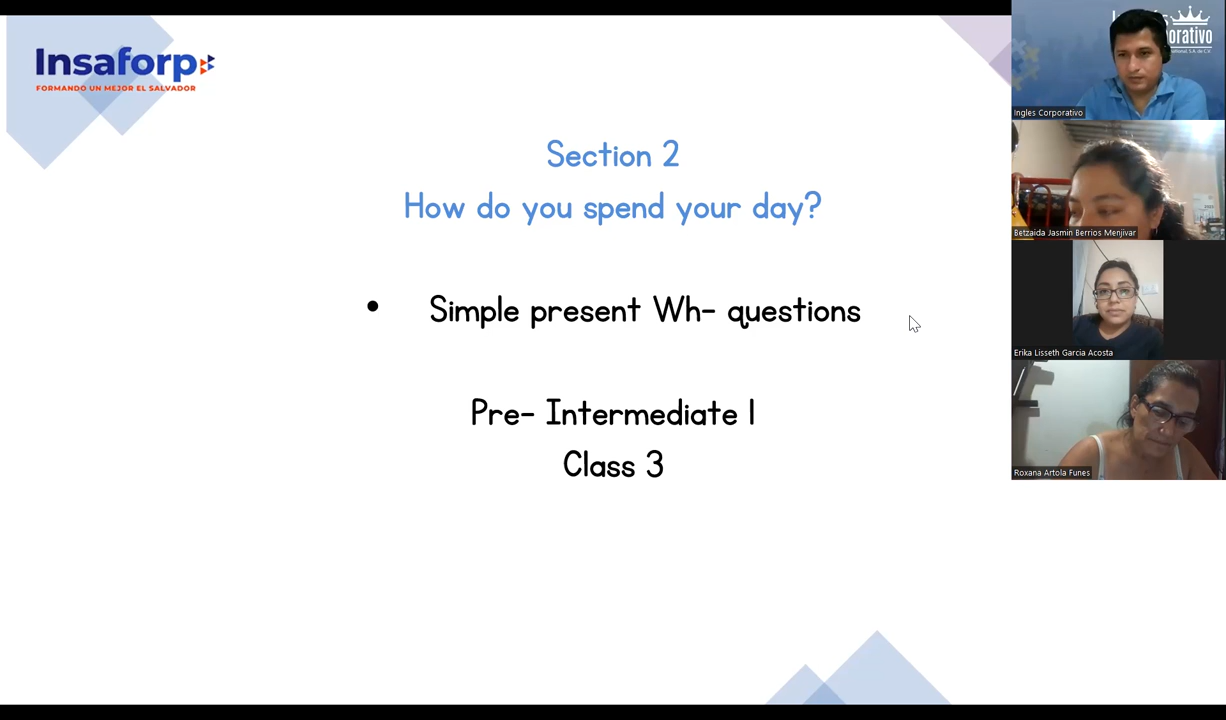 Insaforp
FORMANDO UN MEJOR EL SALVADOR
Section 2
How do you spend your day?
• Simple present Wh- questions
Pre- Intermediate 1
Class 3
Ingles Corporativo
Betzaida Jasmin Berrios Menjivar
Erika Lisseth Garcia Acosta
Roxana Artola Funes